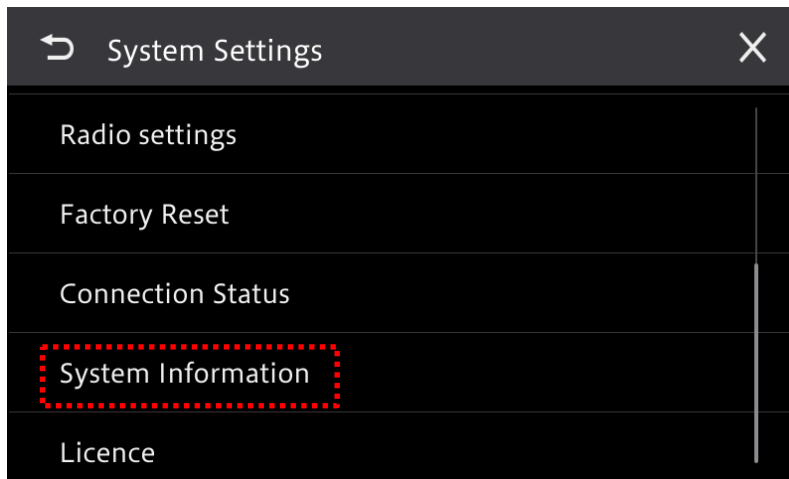 System Settings
Radio settings
Factory Reset
Connection Status
System Information
Licence